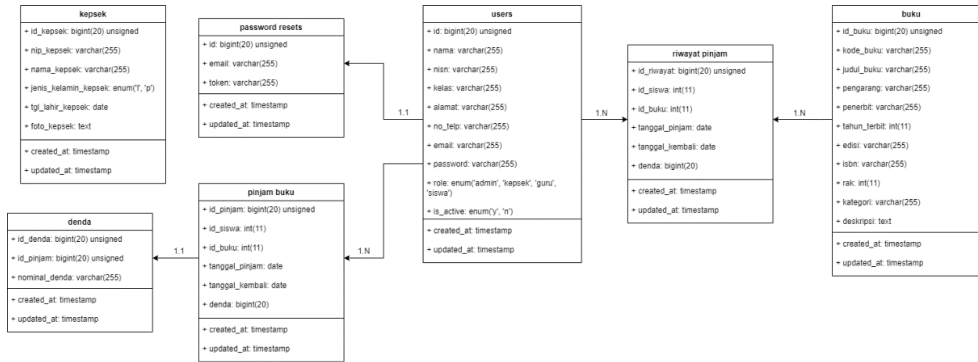 kepsek
+ id_kepsek: bigint(20) unsigned
+ nip_kepsek: varchar(255)
+ nama_kepsek: varchar(255)
+ jenis_kelamin_kepsek: enum('l', 'p')
+ tgl_lahir_kepsek: date
+ foto_kepsek: text
+ created_at: timestamp
+ updated_at: timestamp
password resets
+ id: bigint(20) unsigned
+ email: varchar(255)
+ token: varchar(255)
+ created_at: timestamp
+ updated_at: timestamp
1.1
users
+ id: bigint(20) unsigned
+ nama: varchar(255)
+ nisn: varchar(255)
+ kelas: varchar(255)
+ alamat: varchar(255)
+ no_telp: varchar(255)
+ email: varchar(255)
+ password: varchar(255)
+ role: enum('admin', 'kepsek', 'guru',
'siswa')
+ is_active: enum('y', 'n')
+ created_at: timestamp
+ updated_at: timestamp
1.N
riwayat pinjam
+ id_riwayat: bigint(20) unsigned
+ id_siswa: int(11)
+ id_buku: int(11)
+ tanggal_pinjam: date
+ tanggal_kembali: date
+ denda: bigint(20)
+ created_at: timestamp
+ updated_at: timestamp
1.N
buku
+ id_buku: bigint(20) unsigned
+ kode_buku: varchar(255)
+ judul_buku: varchar(255)
+ pengarang: varchar(255)
+ penerbit: varchar(255)
+ tahun_terbit: int(11)
+ edisi: varchar(255)
+ isbn: varchar(255)
+ rak: int(11)
+ kategori: varchar(255)
+ deskripsi: text
+ created_at: timestamp
+ updated_at: timestamp
denda
+ id_denda: bigint(20) unsigned
+ id_pinjam: bigint(20) unsigned
+ nominal_denda: varchar(255)
+ created_at: timestamp
+ updated_at: timestamp
1.1
pinjam buku
+ id_pinjam: bigint(20) unsigned
+ id_siswa: int(11)
+ id_buku: int(11)
+ tanggal_pinjam: date
+ tanggal_kembali: date
+ denda: bigint(20)
+ created_at: timestamp
+ updated_at: timestamp
1.N